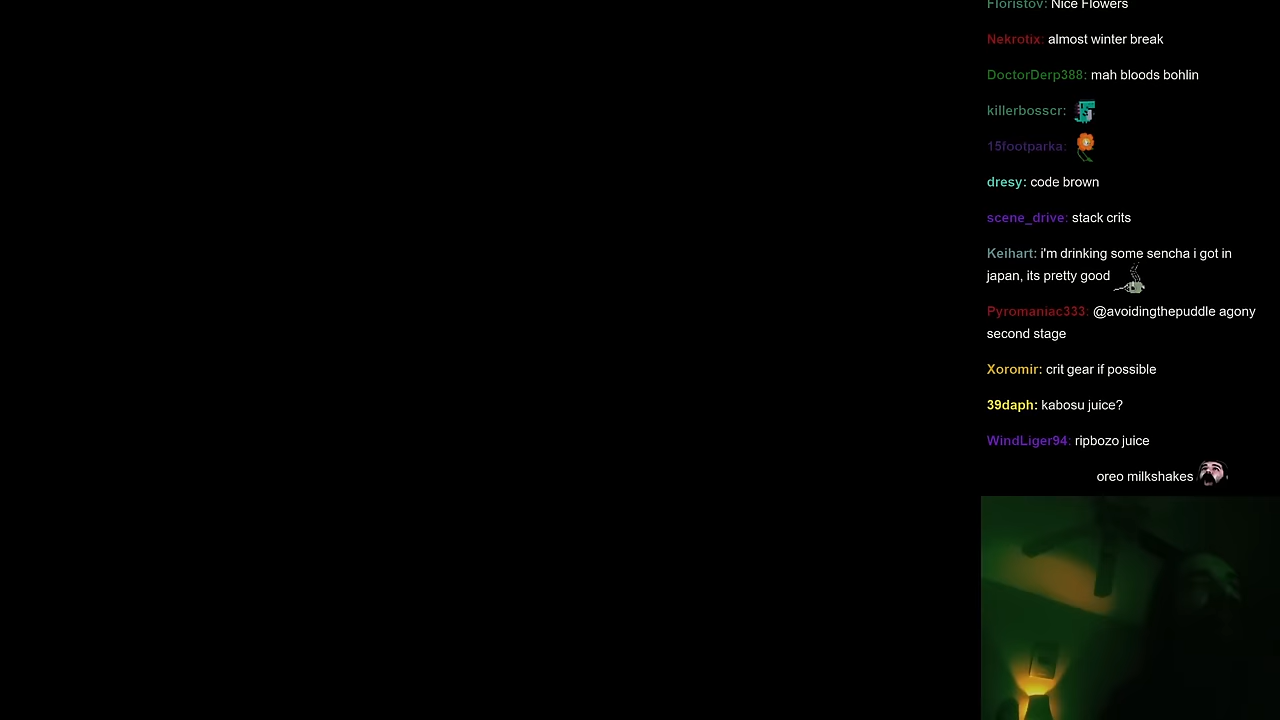 Floristov: Nice Flowers
Nekrotix: almost winter break
DoctorDerp388: mah bloods bohlin
killerbosscr:
15footparka:
dresy: code brown
scene_drive: stack crits
Keihart: i'm drinking some sencha i got in
japan, its pretty good
Pyromaniac333: @avoidingthepuddle agony
second stage
Xoromir: crit gear if possible
39daph: kabosu juice?
WindLiger94: ripbozo juice
oreo milkshakes